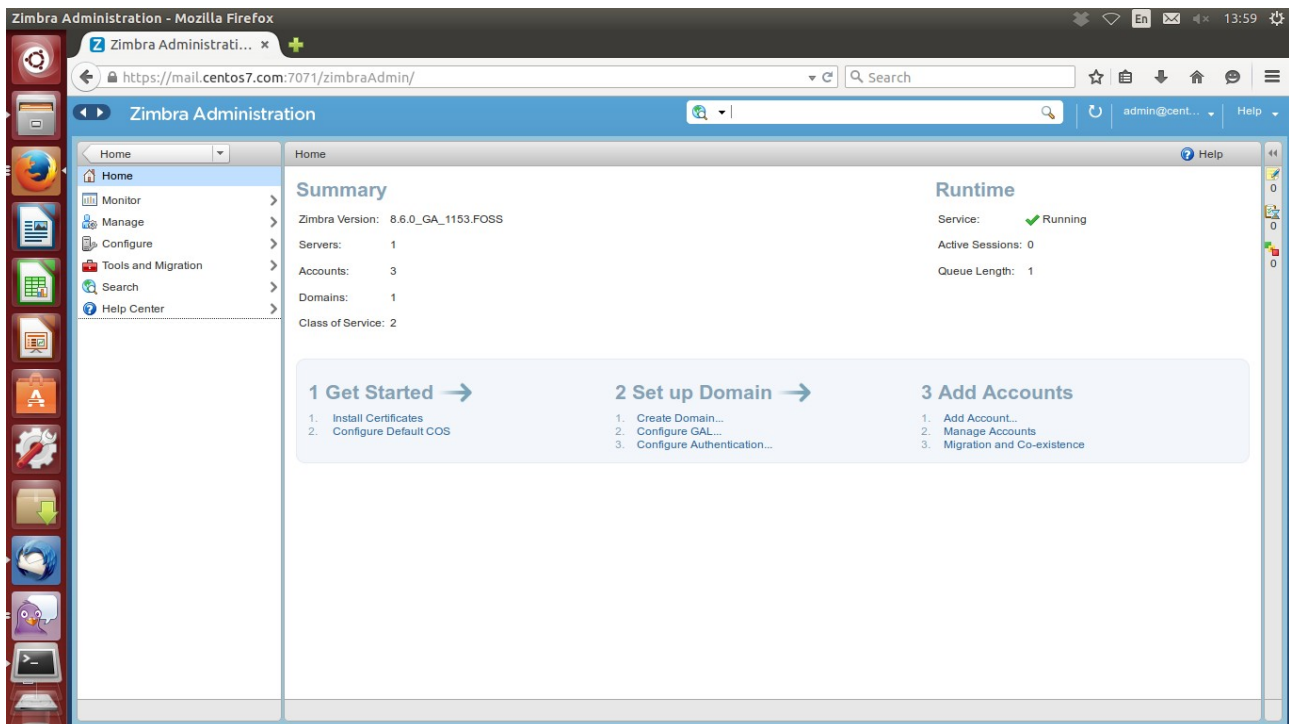 Zimbra Administration - Mozilla Firefox
En
13:59
Zimbra Administrati... ×
https://mail.centos7.com:7071/zimbraAdmin/
Search
Zimbra Administration
admin@cent...
Help
Home
Home
Help
Home
Monitor
Manage
Configure
Tools and Migration
Search
Help Center
Summary
Zimbra Version: 8.6.0_GA_1153.FOSS
Servers: 1
Accounts: 3
Domains: 1
Class of Service: 2
Runtime
Service: Running
Active Sessions: 0
Queue Length: 1
0
0
0
1 Get Started
1. Install Certificates
2. Configure Default COS
2 Set up Domain
1. Create Domain...
2. Configure GAL...
3. Configure Authentication...
3 Add Accounts
1. Add Account...
2. Manage Accounts
3. Migration and Co-existence